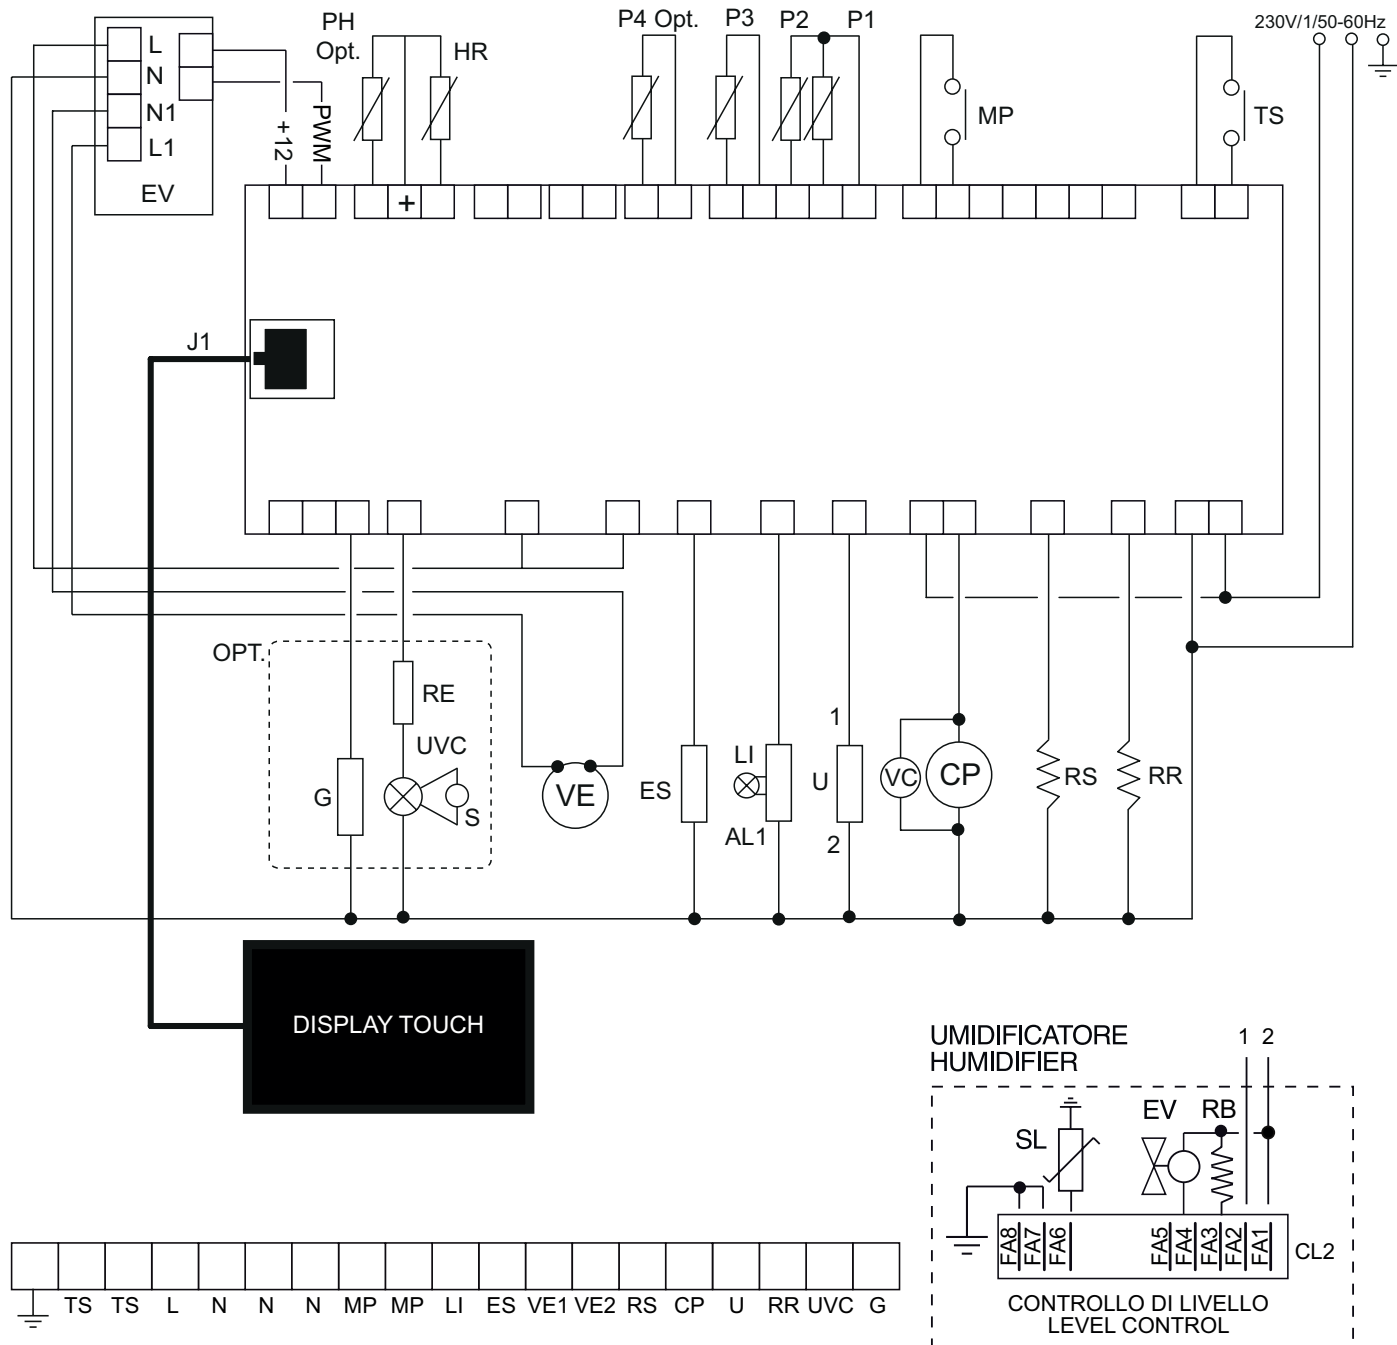 PH
Opt.
HR
P4 Opt.
P3
P2
P1
230V/1/50-60Hz
L
N
N1
L1
EV
+12
PWM
MP
TS
+
J1
OPT.
RE
UVC
G
S
VE
ES
LI
AL1
1
U
2
VC
CP
RS
RR
DISPLAY TOUCH
UMIDIFICATORE
HUMIDIFIER
1 2
SL
EV
RB
FA8
FA7
FA6
FA5
FA4
FA3
FA2
FA1
CL2
CONTROLLO DI LIVELLO
LEVEL CONTROL
TS TS L N N N MP MP LI ES VE1 VE2 RS CP U RR UVC G